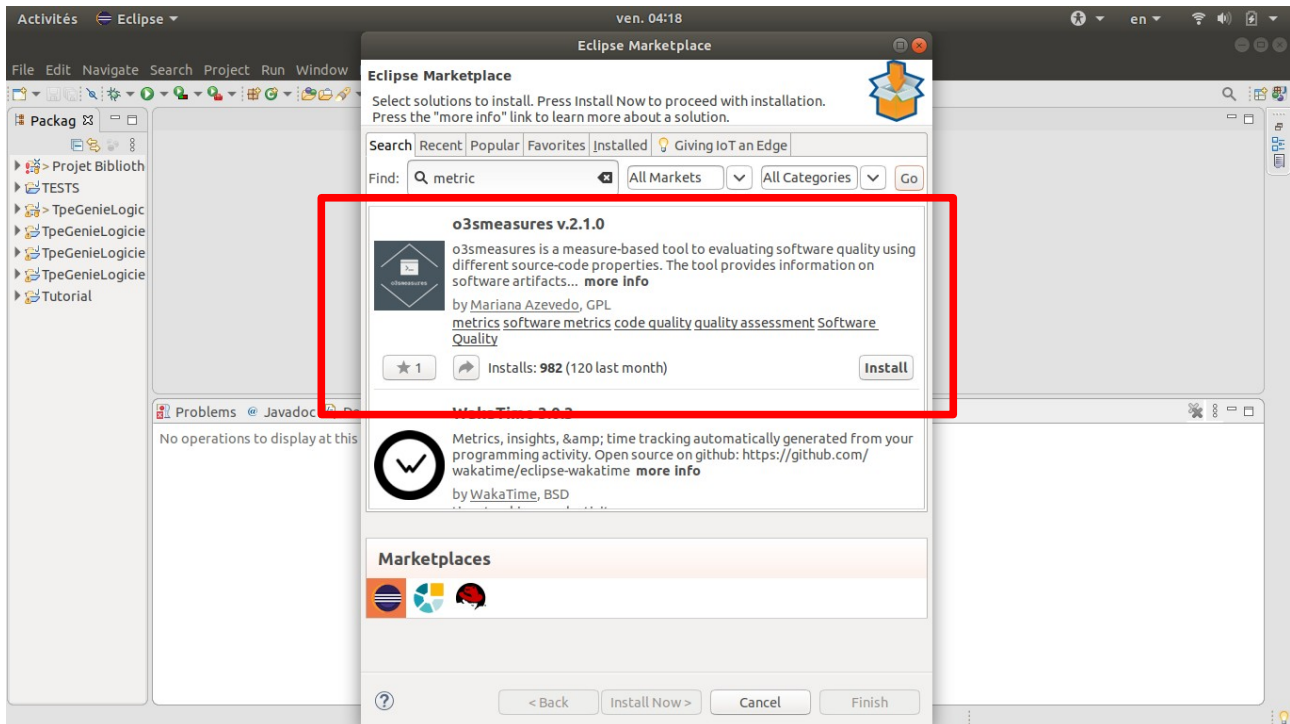 Activités Eclipse
ven. 04:18
en
Eclipse Marketplace
File Edit Navigate Search Project Run Window
Eclipse Marketplace
Select solutions to install. Press Install Now to proceed with installation.
Press the "more info" link to learn more about a solution.
Packag
Search Recent Popular Favorites Installed Giving IoT an Edge
Find: metric All Markets All Categories Go
> Projet Biblioth
TESTS
> TpeGenieLogic
TpeGenieLogicie
TpeGenieLogicie
TpeGenieLogicie
Tutorial
o3smeasures v.2.1.0
o3smeasures is a measure-based tool to evaluating software quality using
different source-code properties. The tool provides information on
software artifacts... more info
o3smeasures
by Mariana Azevedo, GPL
metrics software metrics code quality quality assessment Software
Quality
1 Installs: 982 (120 last month) Install
Problems @ Javadoc
No operations to display at this
WakaTime 3.0.2
Metrics, insights, &amp; time tracking automatically generated from your
programming activity. Open source on github: https://github.com/
wakatime/eclipse-wakatime more info
by WakaTime, BSD
Marketplaces
? < Back Install Now > Cancel Finish